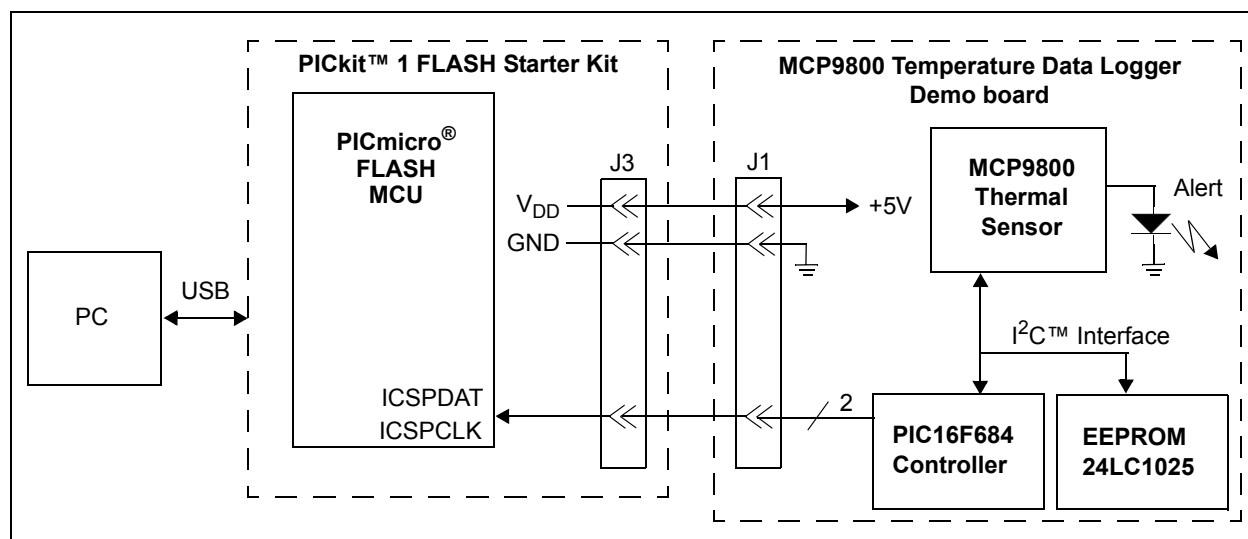 PICkit™ 1 FLASH Starter Kit
PICmicro®
FLASH
MCU
J3
V_DD
GND
ICSPDAT
ICSPCLK
PC
USB
MCP9800 Temperature Data Logger
Demo board
J1
+5V
MCP9800
Thermal
Sensor
Alert
I²C™ Interface
2
PIC16F684
Controller
EEPROM
24LC1025